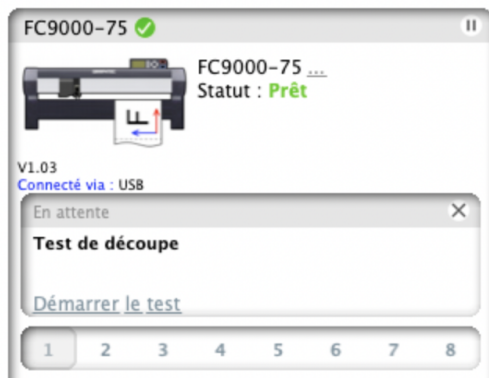 FC9000-75
FC9000-75 ...
Statut : Prêt
F
V1.03
Connecté via : USB
En attente
Test de découpe
Démarrer le test
1 2 3 4 5 6 7 8